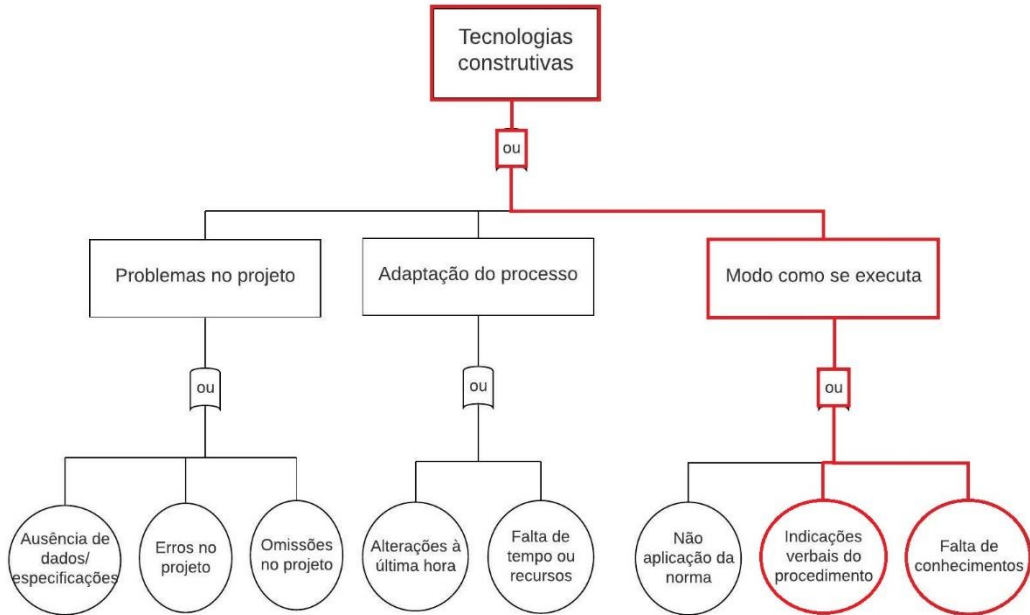 Tecnologias
construtivas
ou
Problemas no projeto
Adaptação do processo
Modo como se executa
ou
ou
ou
Ausência de
dados/
especificações
Erros no
projeto
Omissões
no projeto
Alterações à
última hora
Falta de
tempo ou
recursos
Não
aplicação da
norma
Indicações
verbais do
procedimento
Falta de
conhecimentos